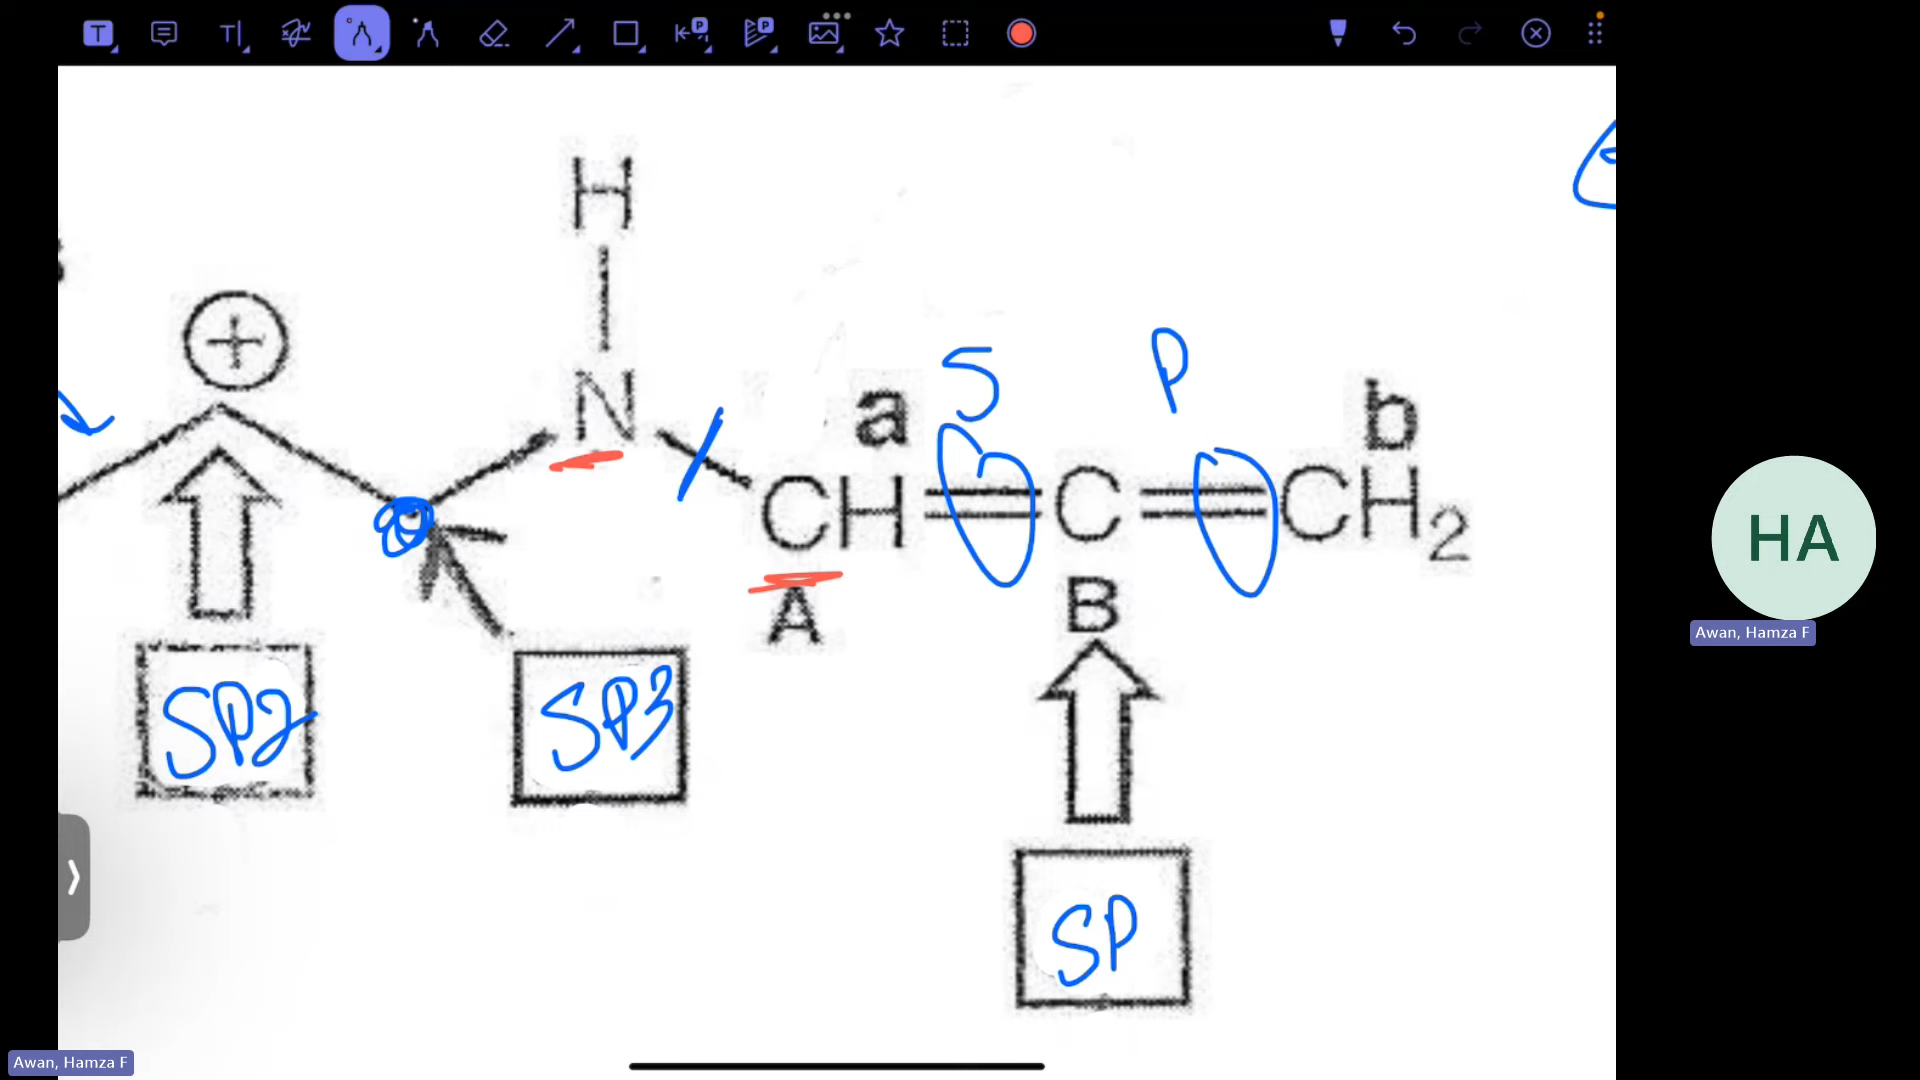 H
N
S
P
a
b
CH=C=CH2
A
B
SP2
SP3
SP
HA
Awan, Hamza F
Awan, Hamza F